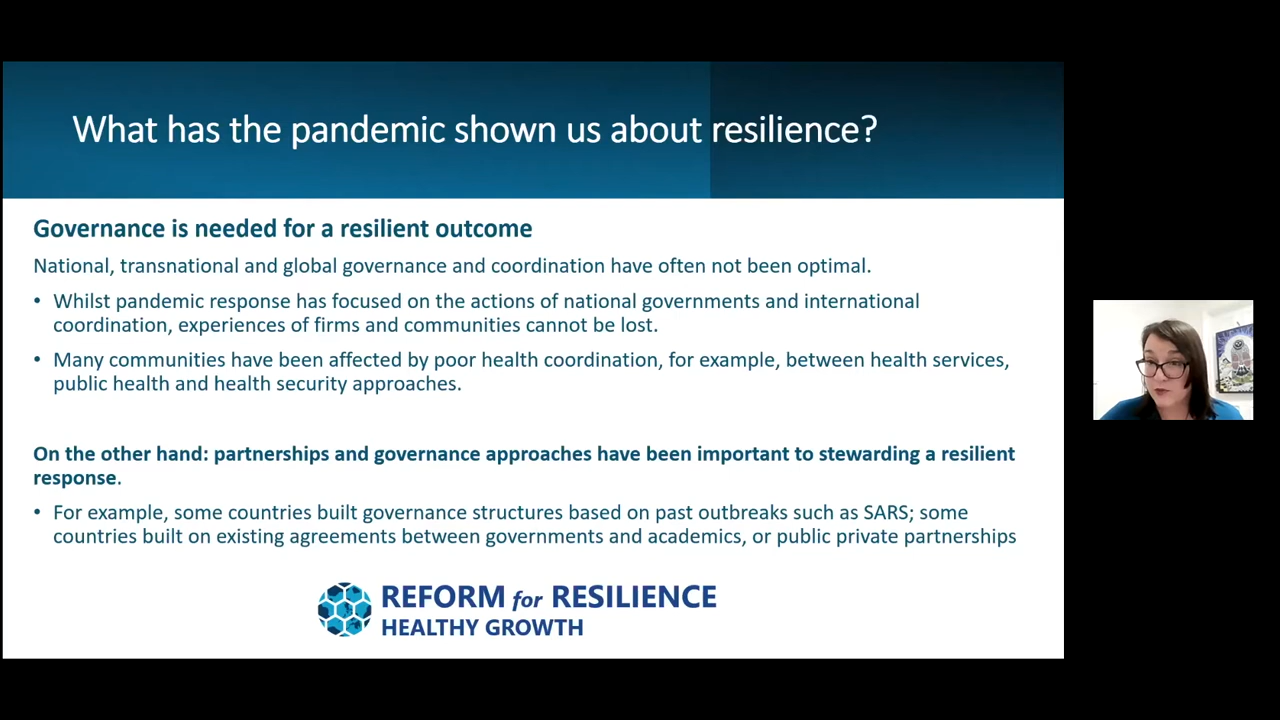 What has the pandemic shown us about resilience?
Governance is needed for a resilient outcome
National, transnational and global governance and coordination have often not been optimal.
• Whilst pandemic response has focused on the actions of national governments and international
coordination, experiences of firms and communities cannot be lost.
• Many communities have been affected by poor health coordination, for example, between health services,
public health and health security approaches.
On the other hand: partnerships and governance approaches have been important to stewarding a resilient
response.
• For example, some countries built governance structures based on past outbreaks such as SARS; some
countries built on existing agreements between governments and academics, or public private partnerships
REFORM for RESILIENCE
HEALTHY GROWTH